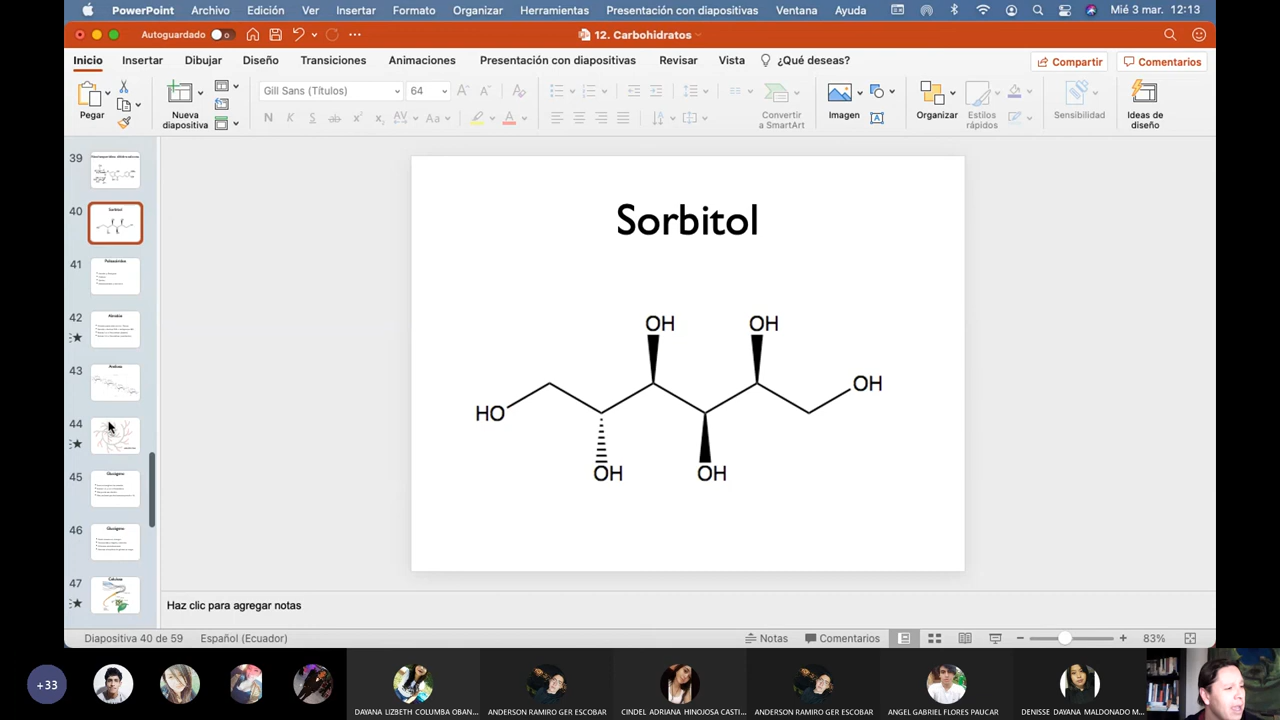 PowerPoint Archivo Edición Ver Insertar Formato Organizar Herramientas Presentación con diapositivas Ventana Ayuda Mié 3 mar. 12:13
Autoguardado 12. Carbohidratos
Inicio Insertar Dibujar Diseño Transiciones Animaciones Presentación con diapositivas Revisar Vista ¿Qué deseas? Compartir Comentarios
Gill Sans (Títulos) 64
Pegar Nueva diapositiva Convertir a SmartArt Imagen Organizar Estilos rápidos Sensibilidad Ideas de diseño
39
40
Sorbitol
41
42
43
44
45
46
47
Sorbitol
OH OH
HO OH
OH OH
Haz clic para agregar notas
Diapositiva 40 de 59 Español (Ecuador) Notas Comentarios 83%
+33
DAYANA LIZBETH COLUMBA OBAN... ANDERSON RAMIRO GER ESCOBAR CINDEL ADRIANA HINOJOSA CASTI... ANDERSON RAMIRO GER ESCOBAR ANGEL GABRIEL FLORES PAUCAR DENISSE DAYANA MALDONADO M...